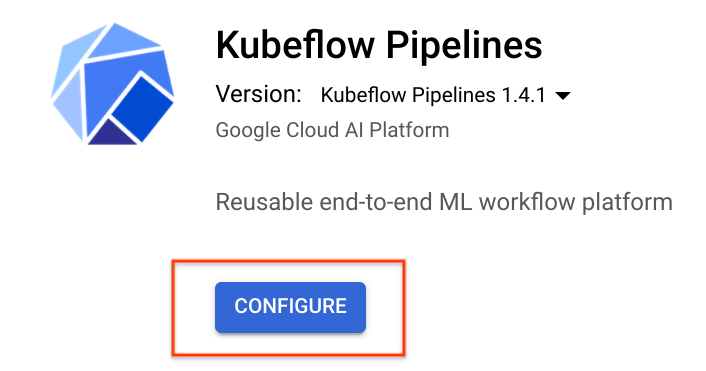 Kubeflow Pipelines
Version: Kubeflow Pipelines 1.4.1
Google Cloud AI Platform
Reusable end-to-end ML workflow platform
CONFIGURE